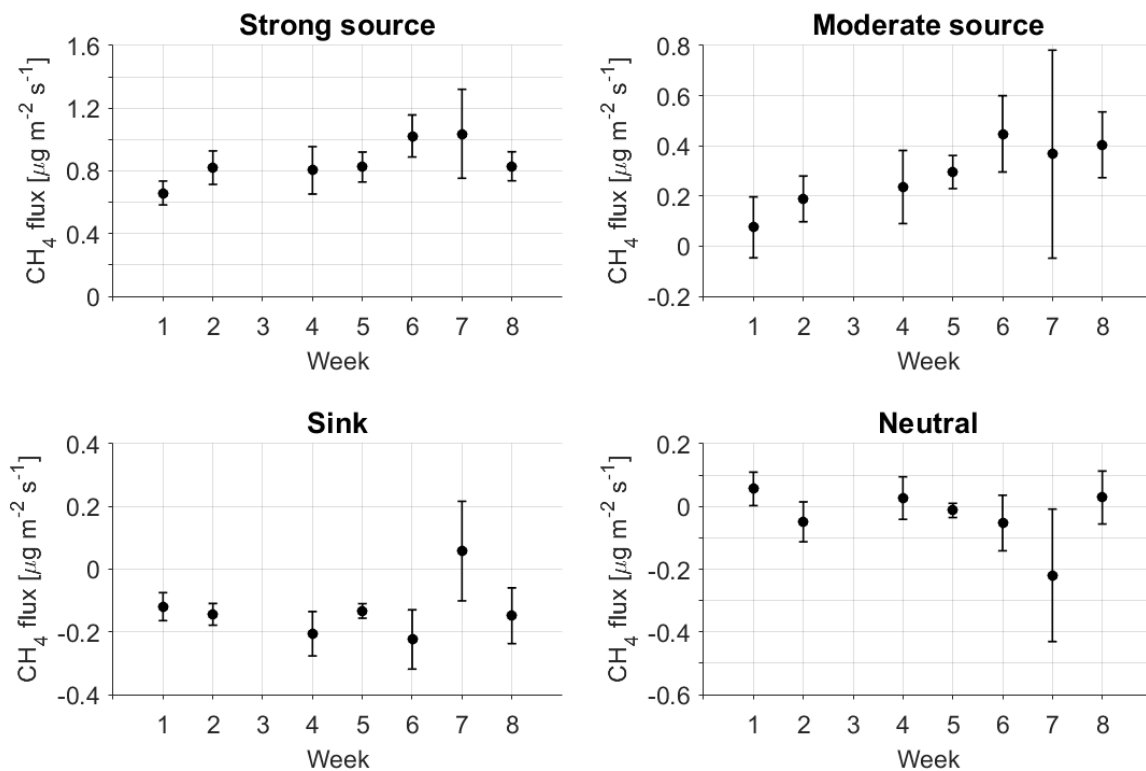 Strong source
CH₄ flux [μg m⁻² s⁻¹]
1.6
1.2
0.8
0.4
0
1 2 3 4 5 6 7 8
Week
Moderate source
CH₄ flux [μg m⁻² s⁻¹]
0.8
0.6
0.4
0.2
0
-0.2
1 2 3 4 5 6 7 8
Week
Sink
CH₄ flux [μg m⁻² s⁻¹]
0.4
0.2
0
-0.2
-0.4
1 2 3 4 5 6 7 8
Week
Neutral
CH₄ flux [μg m⁻² s⁻¹]
0.2
0
-0.2
-0.4
-0.6
1 2 3 4 5 6 7 8
Week